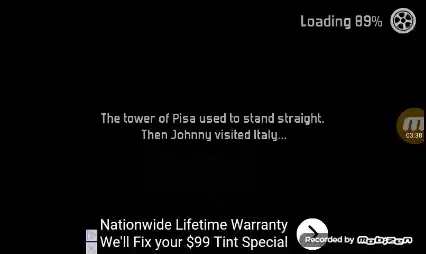 Loading 89%
The tower of Pisa used to stand straight.
Then Johnny visited Italy...
03:38
Nationwide Lifetime Warranty
We'll Fix your $99 Tint Special
Recorded by Mobizen